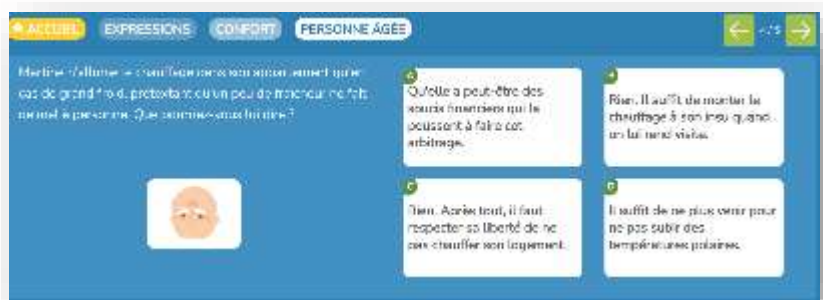 ACCUEIL EXPRESSIONS CONFORT PERSONNE ÂGÉE
Martine n'allume le chauffage dans son appartement qu'en
cas de grand froid, prétextant qu'un peu de fraîcheur ne fait
de mal à personne. Que pourriez-vous lui dire ?
A
Qu'elle a peut-être des
soucis financiers qui la
poussent à faire cet
arbitrage.
Rien. Il suffit de monter le
chauffage à son insu quand
on lui rend visite.
C
Rien. Après tout, il faut
respecter sa liberté de ne
pas chauffer son logement.
D
Il suffit de ne plus venir pour
ne pas subir des
températures polaires.